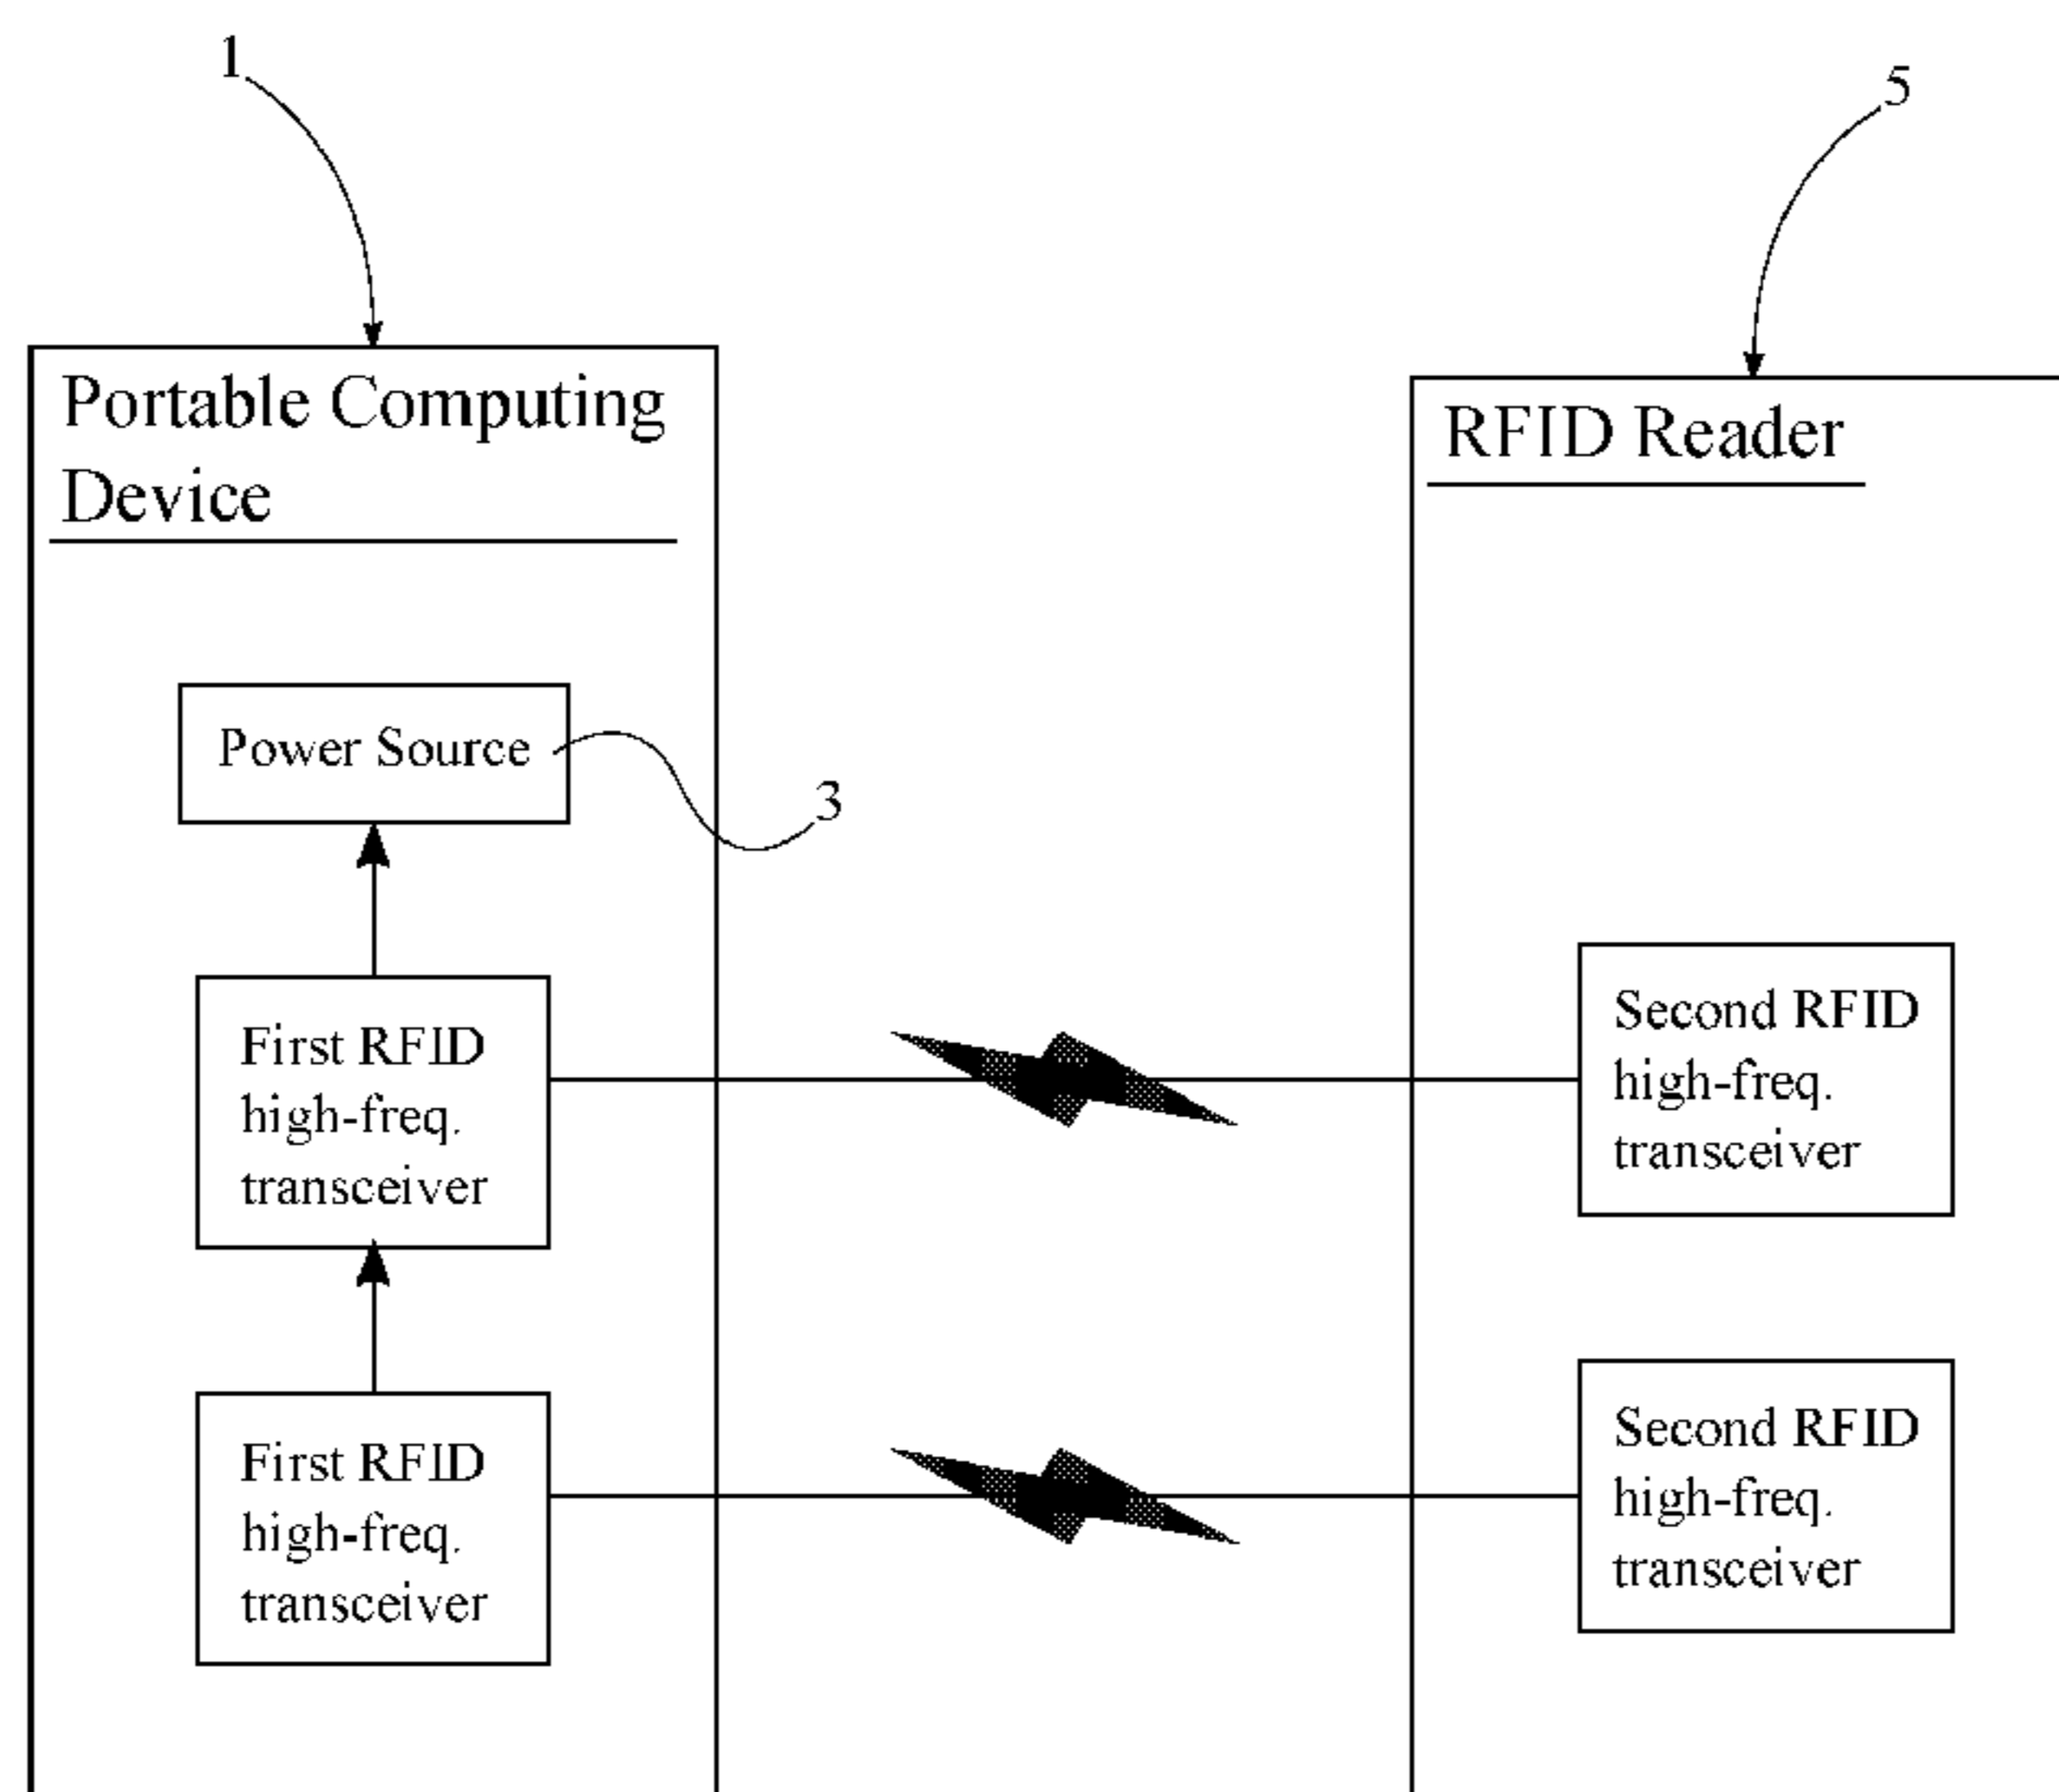 1
5
Portable Computing
Device
RFID Reader
Power Source
3
First RFID
high-freq.
transceiver
Second RFID
high-freq.
transceiver
First RFID
high-freq.
transceiver
Second RFID
high-freq.
transceiver